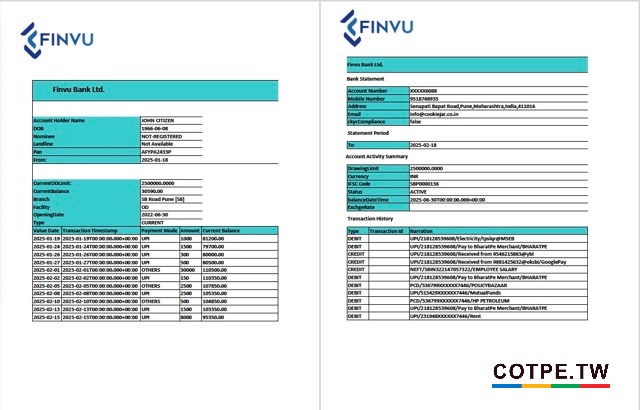 FINVU
Finvu Bank Ltd.
Account Holder Name JOHN CITIZEN
DOB 1966-06-08
Nominee NOT-REGISTERED
Landline Not Available
Pan AFYPA2433P
From: 2025-01-18
CurrentODLimit: 2500000.0000
CurrentBalance 30590.00
Branch SB Road Pune [SB]
Facility OD
OpeningDate 2022-06-30
Type CURRENT
Value Date Transaction Timestamp Payment Mode Amount Current Balance
2025-01-19 2025-01-19T00:00:00.000+00:00 UPI 1000 81200.00
2025-01-24 2025-01-24T00:00:00.000+00:00 UPI 1500 79700.00
2025-01-26 2025-01-26T00:00:00.000+00:00 UPI 300 80000.00
2025-01-27 2025-01-27T00:00:00.000+00:00 UPI 500 80500.00
2025-02-01 2025-02-01T00:00:00.000+00:00 OTHERS 30000 110500.00
2025-02-02 2025-02-02T00:00:00.000+00:00 UPI 150 110350.00
2025-02-05 2025-02-05T00:00:00.000+00:00 OTHERS 2500 107850.00
2025-02-08 2025-02-08T00:00:00.000+00:00 UPI 2500 105350.00
2025-02-10 2025-02-10T00:00:00.000+00:00 OTHERS 500 104850.00
2025-02-13 2025-02-13T00:00:00.000+00:00 UPI 1500 103350.00
2025-02-15 2025-02-15T00:00:00.000+00:00 UPI 8000 95350.00
FINVU
Finvu Bank Ltd.
Bank Statement
Account Number XXXXX6088
Mobile Number 9518748935
Address Senapati Bapat Road,Pune,Maharashtra,India,411016
Email info@cookiejar.co.in
ckycCompliance false
Statement Period
To: 2025-02-18
Account Activity Summary
DrawingLimit 2500000.0000
Currency INR
IFSC Code SBP0000136
Status ACTIVE
balanceDateTime 2025-06-30T00:00:00.000+00:00
ExchgeRate
Transaction History
Type Transaction Id Narration
DEBIT UPI/218128539608/Electricity/tpslqr@MSEB
DEBIT UPI/218128539608/Pay to BharatPe Merchant/BHARATPE
CREDIT UPI/218128539608/Received from 9546215863@ybl
CREDIT UPI/218128539608/Received from 9881425632@oksbi/GooglePay
CREDIT NEFT/SBIN322147057322/EMPLOYEE SALARY
DEBIT UPI/218128539608/Pay to BharatPe Merchant/BHARATPE
DEBIT PCD/536799XXXXXX7446/POLICYBAZAR
DEBIT UPI/515429XXXXXX7446/MutualFonds
DEBIT PCD/536799XXXXXX7446/HP PETROLEUM
DEBIT UPI/218128539608/Pay to BharatPe Merchant/BHARATPE
DEBIT UPI/231948XXXXXX7446/Rent
COTPE.TW